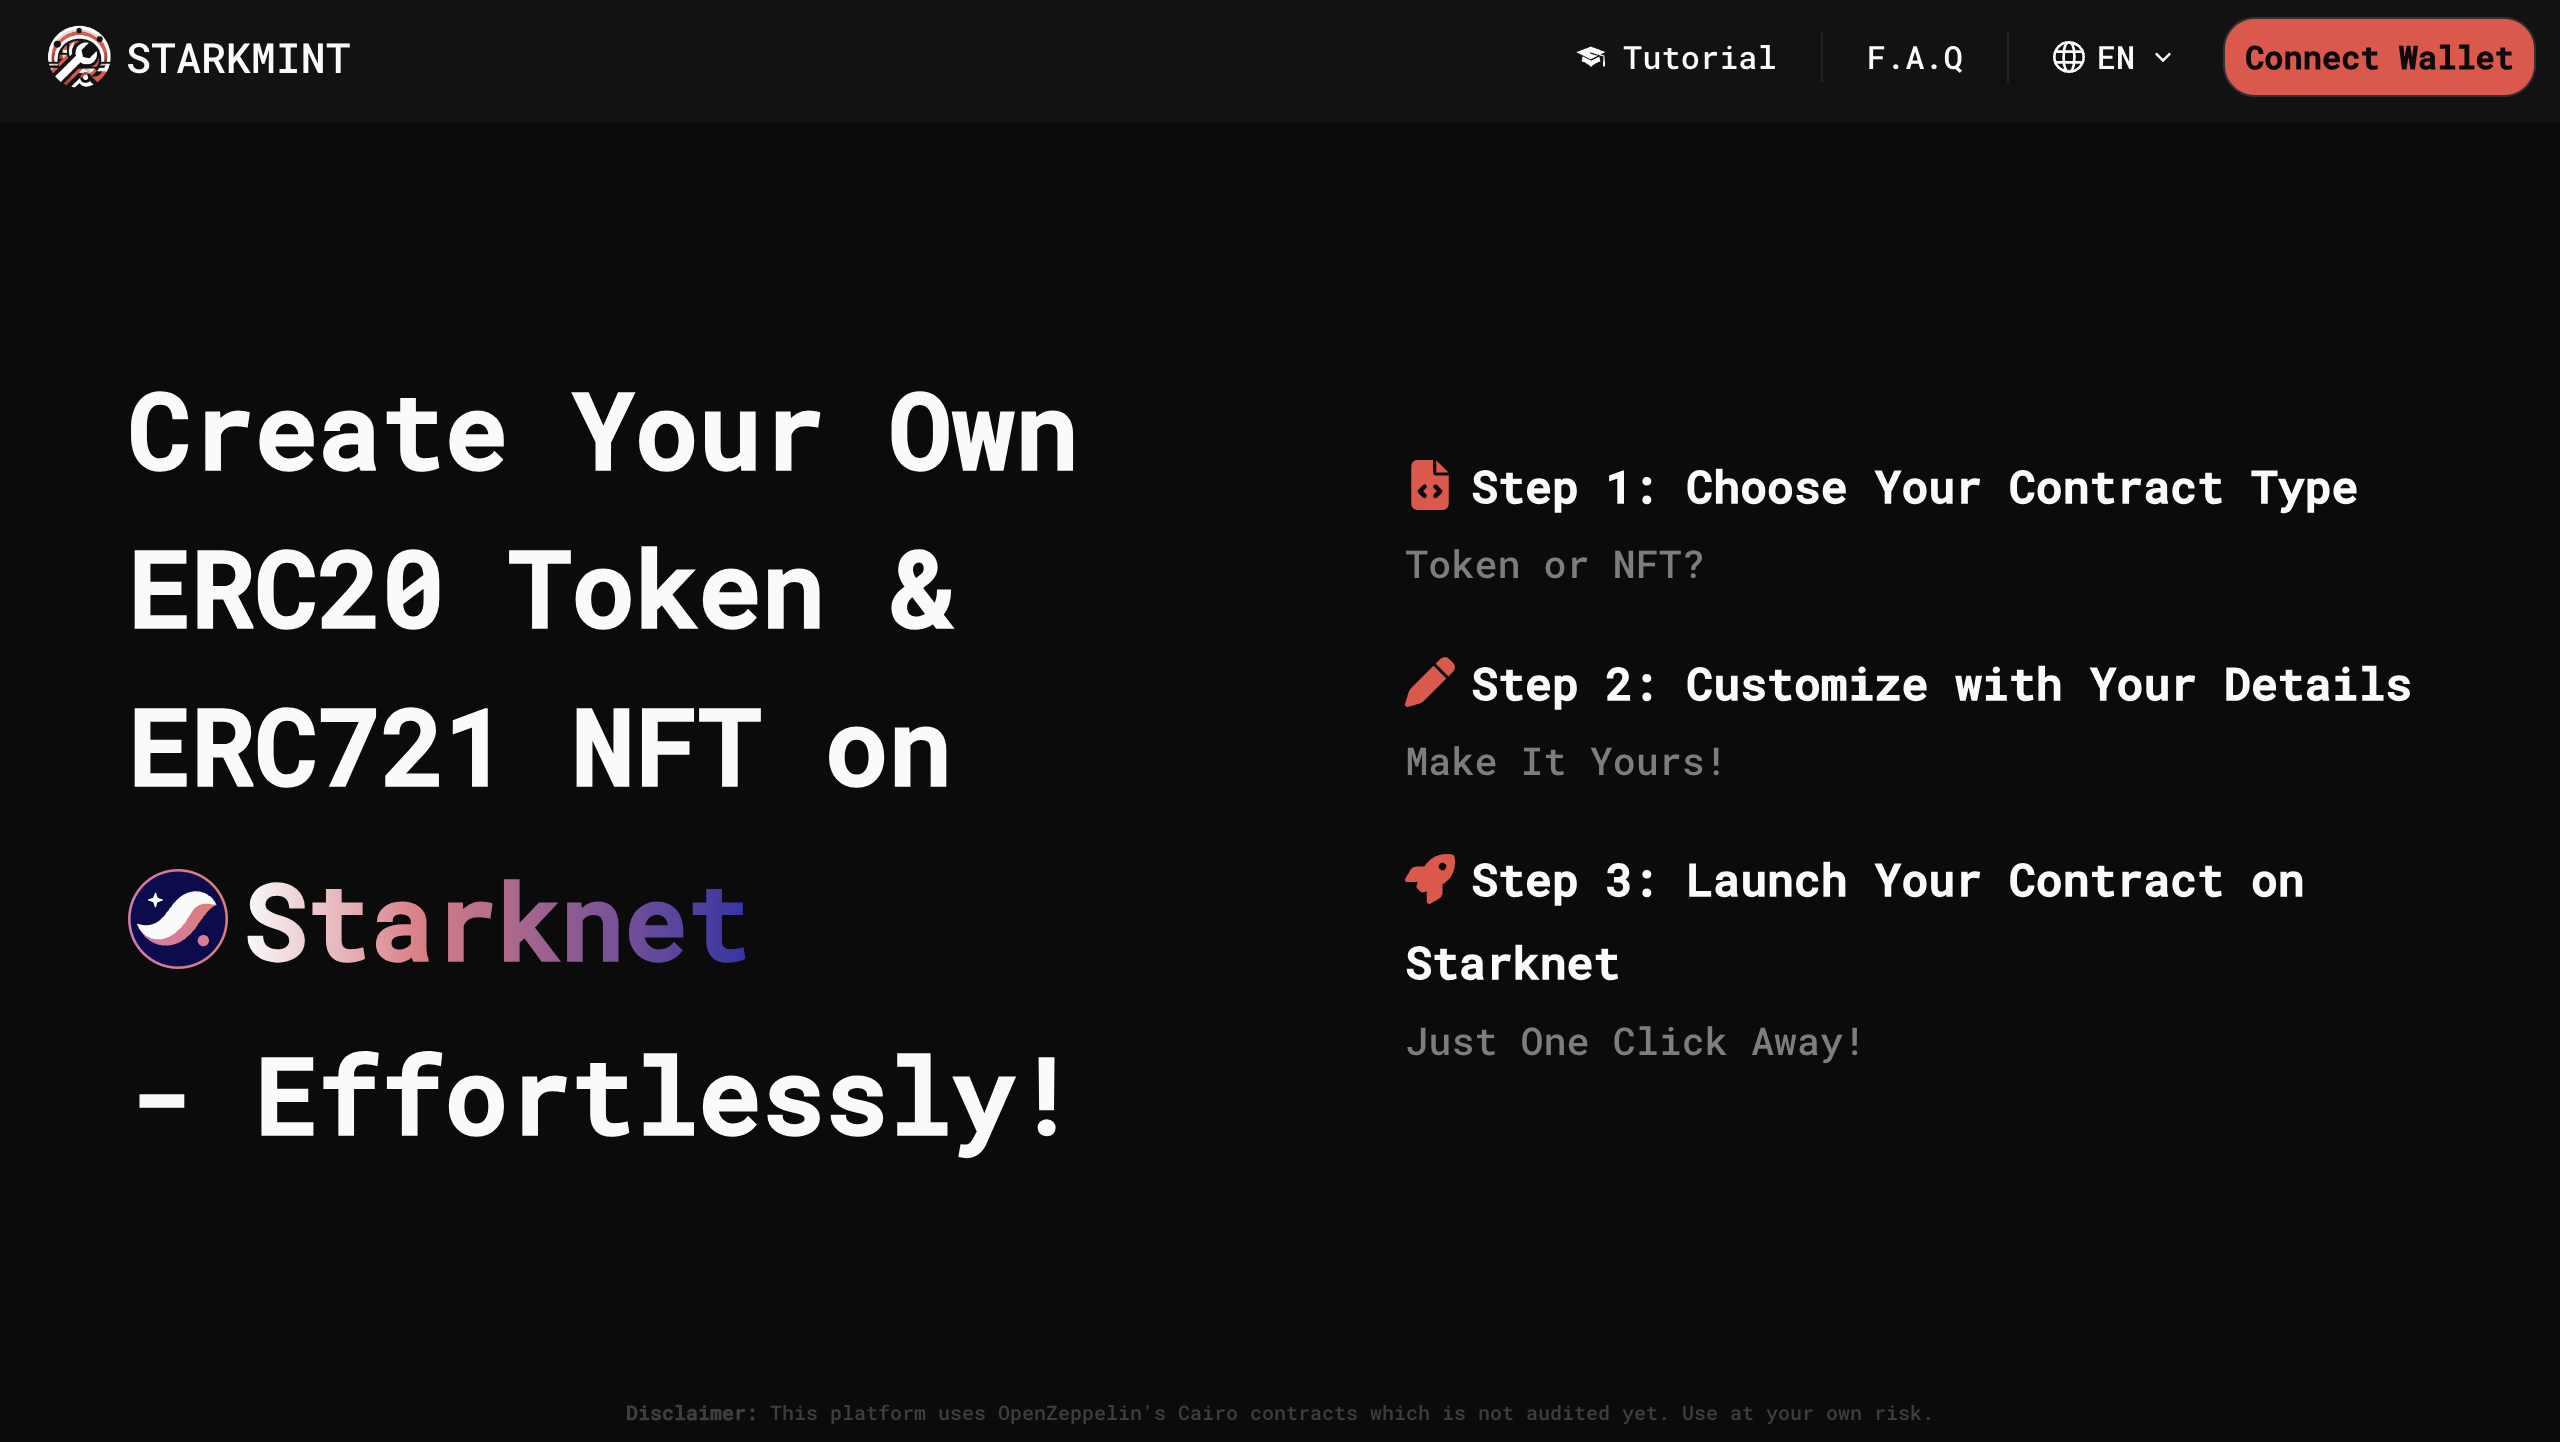 STARKMINT
Tutorial
F.A.Q
EN
Connect Wallet
Create Your Own
ERC20 Token &
ERC721 NFT on
Starknet
- Effortlessly!
Step 1: Choose Your Contract Type
Token or NFT?
Step 2: Customize with Your Details
Make It Yours!
Step 3: Launch Your Contract on
Starknet
Just One Click Away!
Disclaimer: This platform uses OpenZeppelin's Cairo contracts which is not audited yet. Use at your own risk.